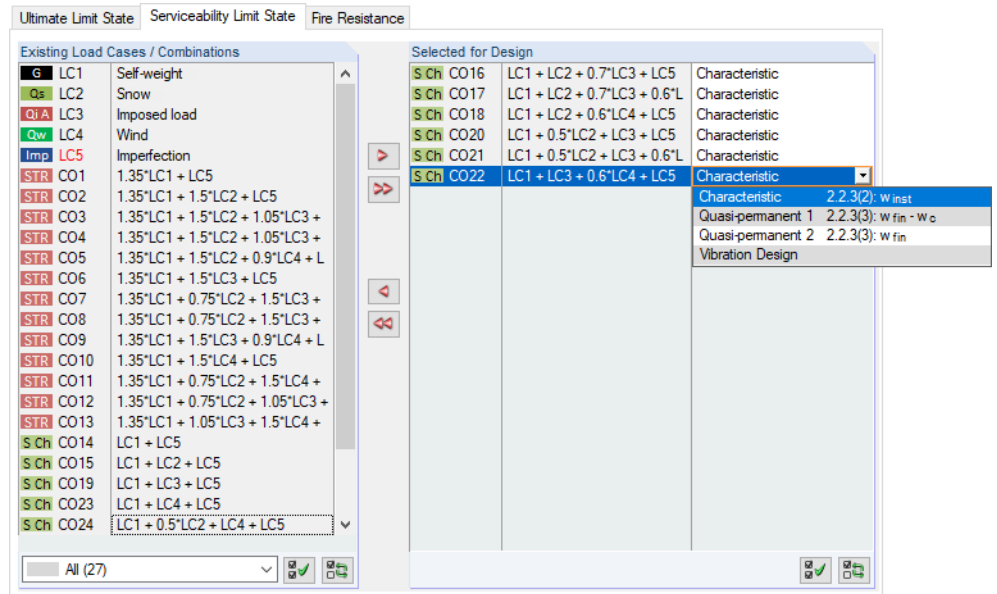 Ultimate Limit State Serviceability Limit State Fire Resistance
Existing Load Cases / Combinations
G LC1 Self-weight
Qs LC2 Snow
Qi A LC3 Imposed load
Qw LC4 Wind
Imp LC5 Imperfection
STR CO1 1.35*LC1 + LC5
STR CO2 1.35*LC1 + 1.5*LC2 + LC5
STR CO3 1.35*LC1 + 1.5*LC2 + 1.05*LC3 +
STR CO4 1.35*LC1 + 1.5*LC2 + 1.05*LC3 +
STR CO5 1.35*LC1 + 1.5*LC2 + 0.9*LC4 + L
STR CO6 1.35*LC1 + 1.5*LC3 + LC5
STR CO7 1.35*LC1 + 0.75*LC2 + 1.5*LC3 +
STR CO8 1.35*LC1 + 0.75*LC2 + 1.5*LC3 +
STR CO9 1.35*LC1 + 1.5*LC3 + 0.9*LC4 + L
STR CO10 1.35*LC1 + 1.5*LC4 + LC5
STR CO11 1.35*LC1 + 0.75*LC2 + 1.5*LC4 +
STR CO12 1.35*LC1 + 0.75*LC2 + 1.05*LC3 +
STR CO13 1.35*LC1 + 1.05*LC3 + 1.5*LC4 +
S Ch CO14 LC1 + LC5
S Ch CO15 LC1 + LC2 + LC5
S Ch CO19 LC1 + LC3 + LC5
S Ch CO23 LC1 + LC4 + LC5
S Ch CO24 LC1 + 0.5*LC2 + LC4 + LC5
All (27)
Selected for Design
S Ch CO16 LC1 + LC2 + 0.7*LC3 + LC5 Characteristic
S Ch CO17 LC1 + LC2 + 0.7*LC3 + 0.6*L Characteristic
S Ch CO18 LC1 + LC2 + 0.6*LC4 + LC5 Characteristic
S Ch CO20 LC1 + 0.5*LC2 + LC3 + LC5 Characteristic
S Ch CO21 LC1 + 0.5*LC2 + LC3 + 0.6*L Characteristic
S Ch CO22 LC1 + LC3 + 0.6*LC4 + LC5 Characteristic
Characteristic 2.2.3(2): w inst
Quasi-permanent 1 2.2.3(3): w fin - w c
Quasi-permanent 2 2.2.3(3): w fin
Vibration Design